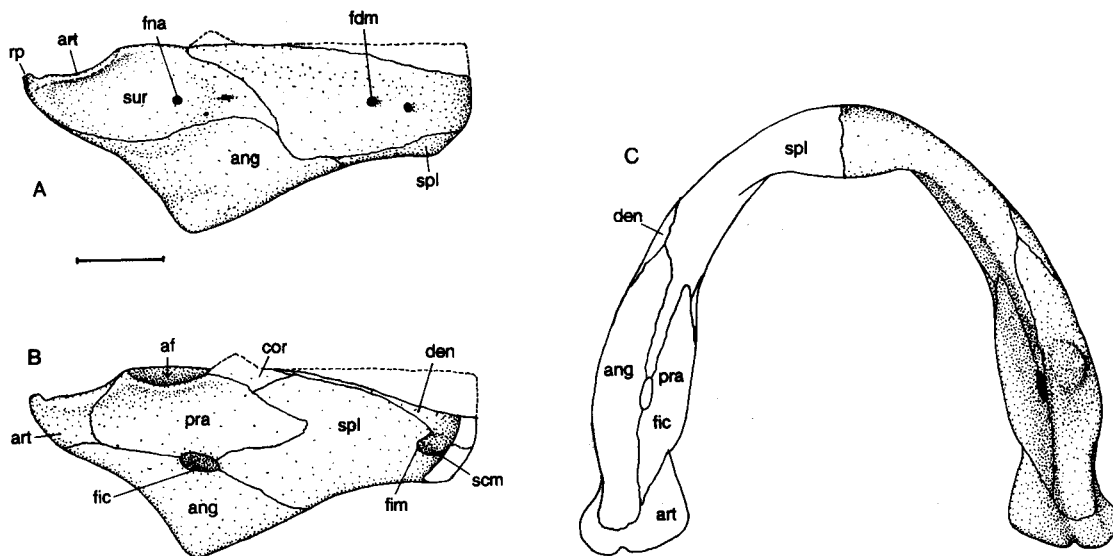 fna
fdm
rp
art
sur
ang
spl
A
B
af
cor
den
pra
spl
art
fic
ang
fim
scm
C
spl
den
ang
pra
fic
art